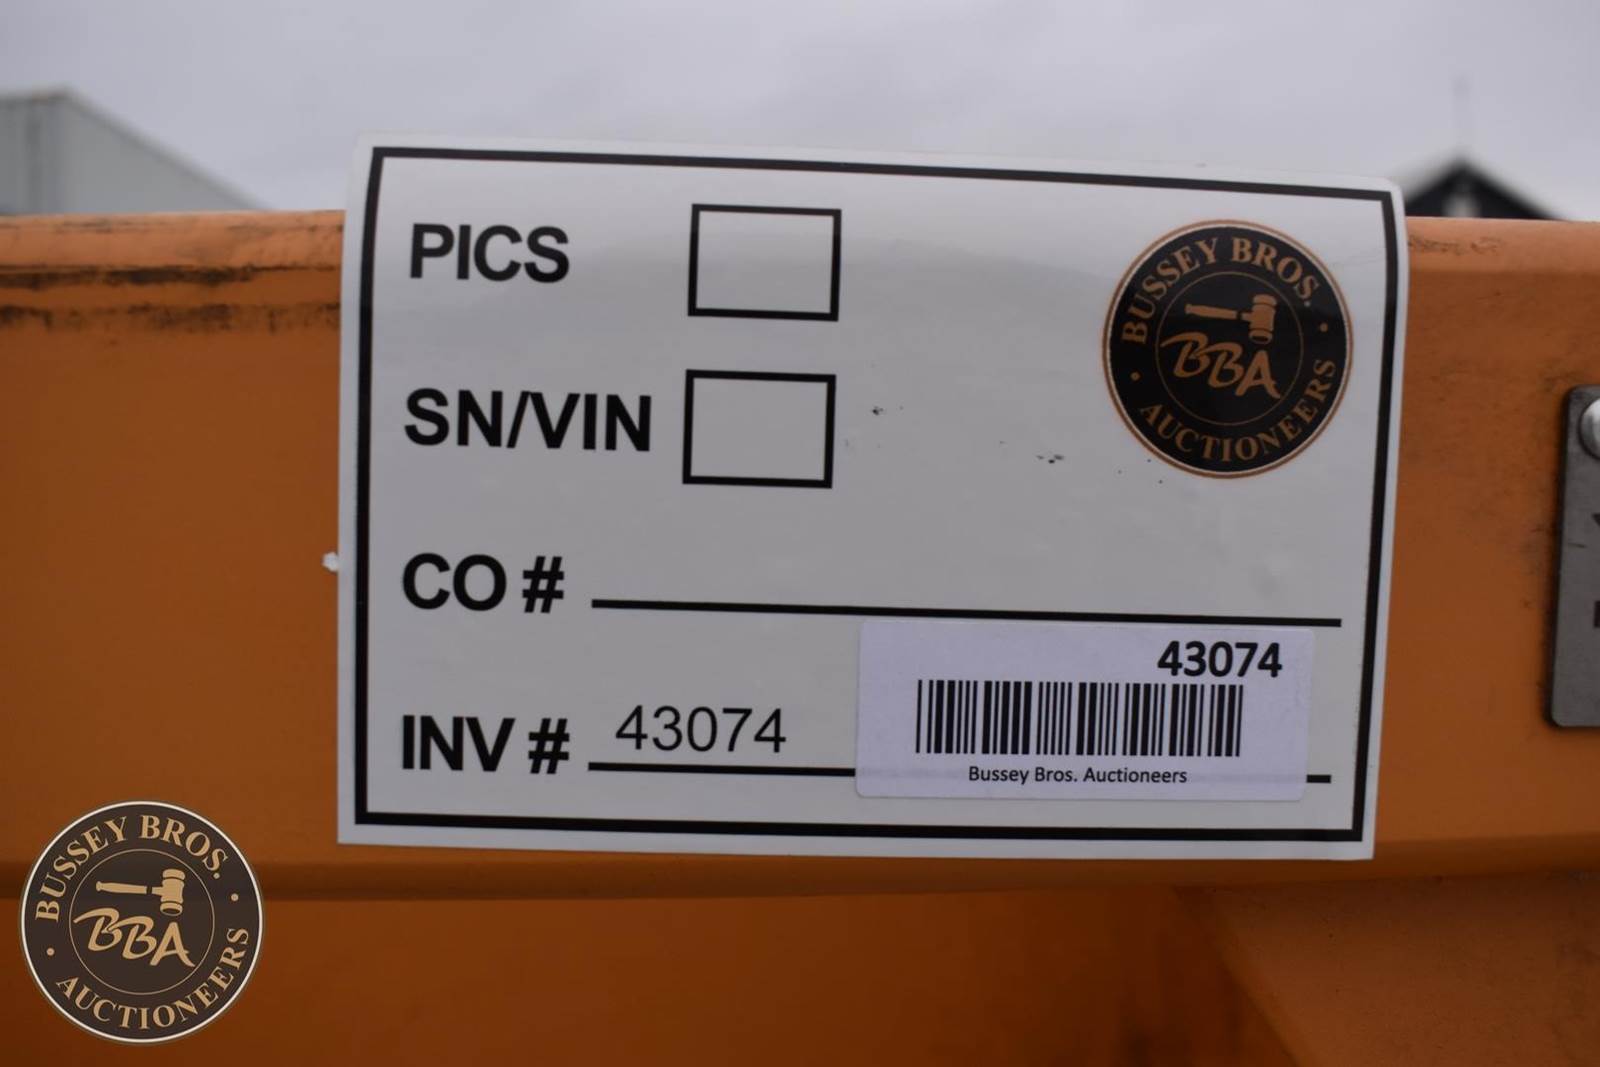 PICS
BUSSEY BROS.
BBA
AUCTIONEERS
SN/VIN
CO #
43074
INV # 43074
Bussey Bros. Auctioneers
BUSSEY BROS.
BBA
AUCTIONEERS